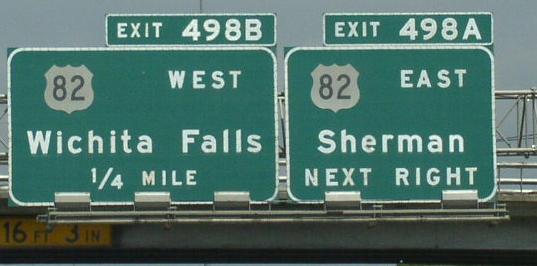 EXIT 498B
82 WEST
Wichita Falls
1/4 MILE
EXIT 498A
82 EAST
Sherman
NEXT RIGHT
16 FT 3 IN